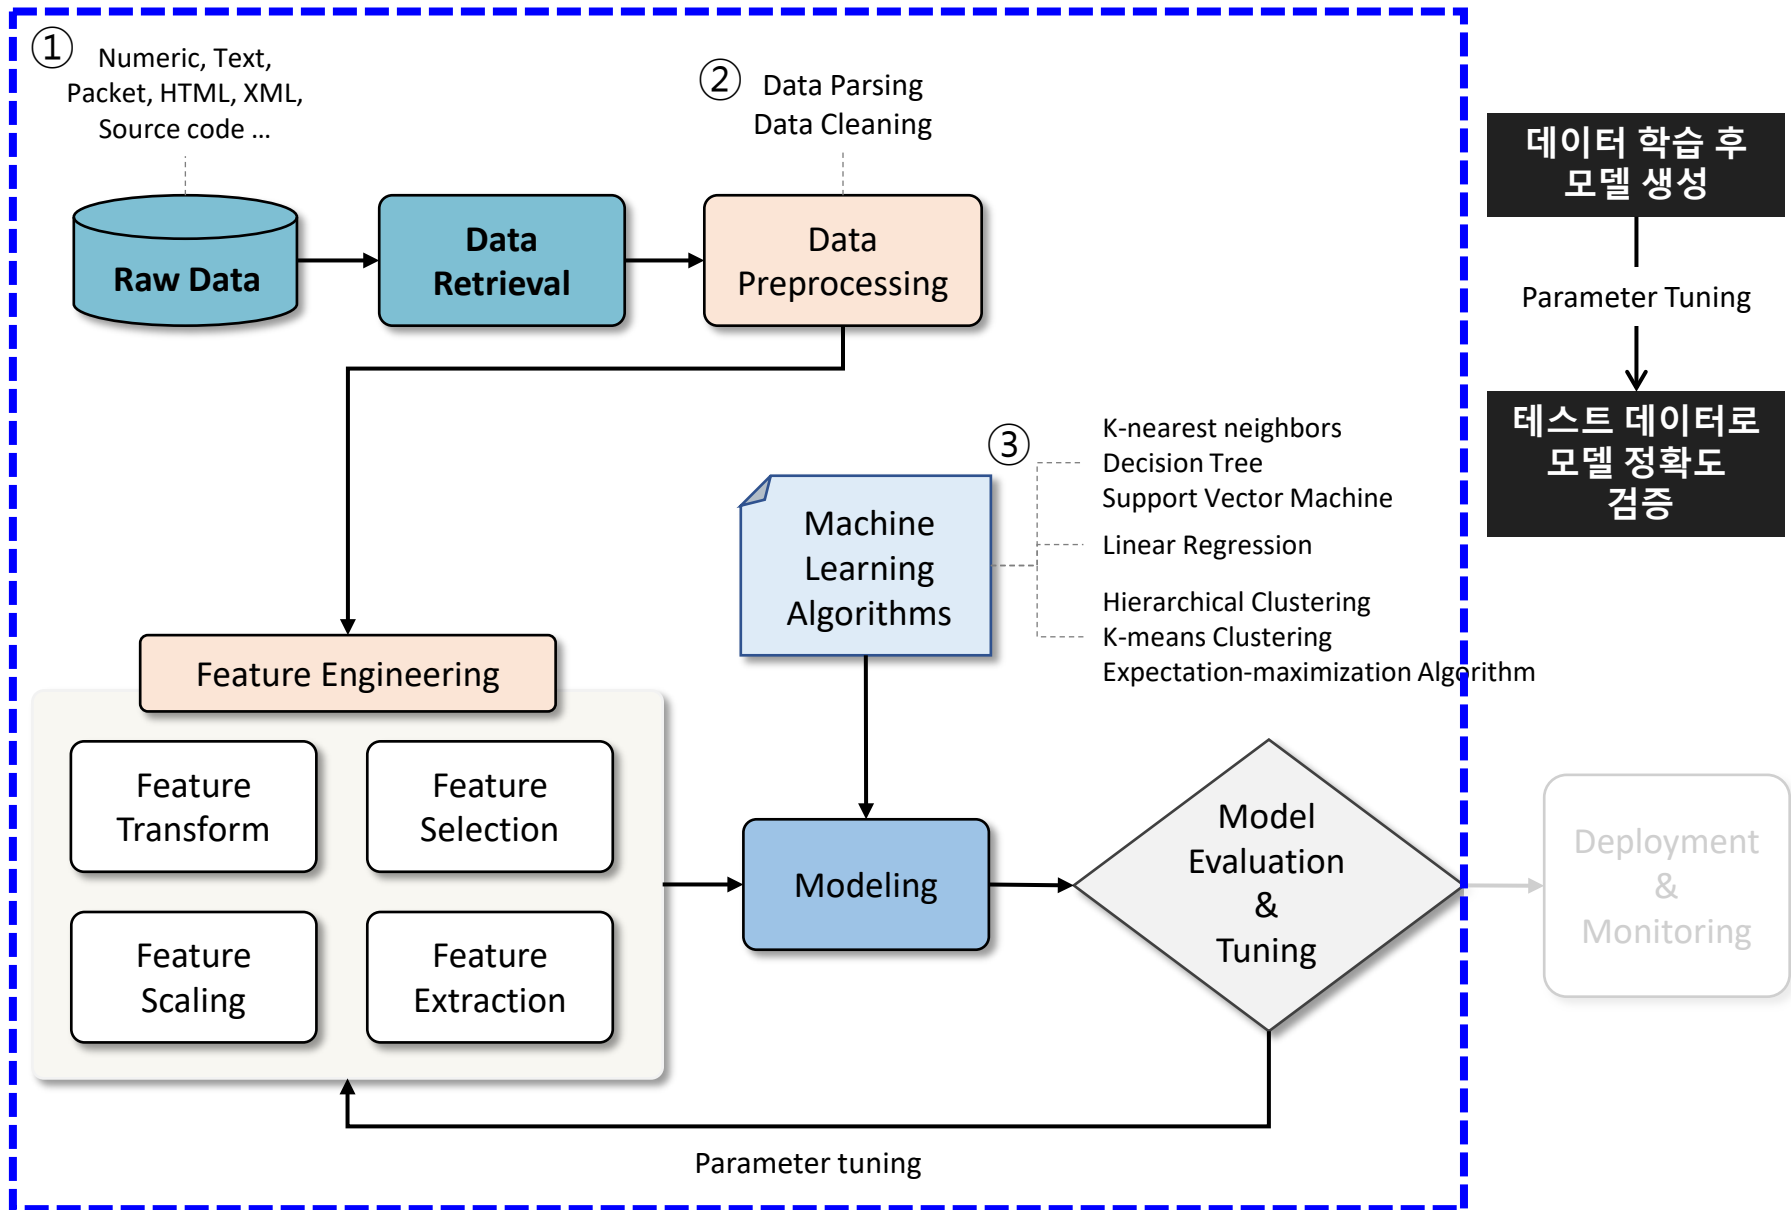 ①
Numeric, Text,
Packet, HTML, XML,
Source code ...
②
Data Parsing
Data Cleaning
Raw Data
Data
Retrieval
Data
Preprocessing
데이터 학습 후
모델 생성
Parameter Tuning
테스트 데이터로
모델 정확도
검증
③
K-nearest neighbors
Decision Tree
Support Vector Machine
Linear Regression
Hierarchical Clustering
K-means Clustering
Expectation-maximization Algorithm
Machine
Learning
Algorithms
Feature Engineering
Feature
Transform
Feature
Selection
Feature
Scaling
Feature
Extraction
Modeling
Model
Evaluation
&
Tuning
Deployment
&
Monitoring
Parameter tuning